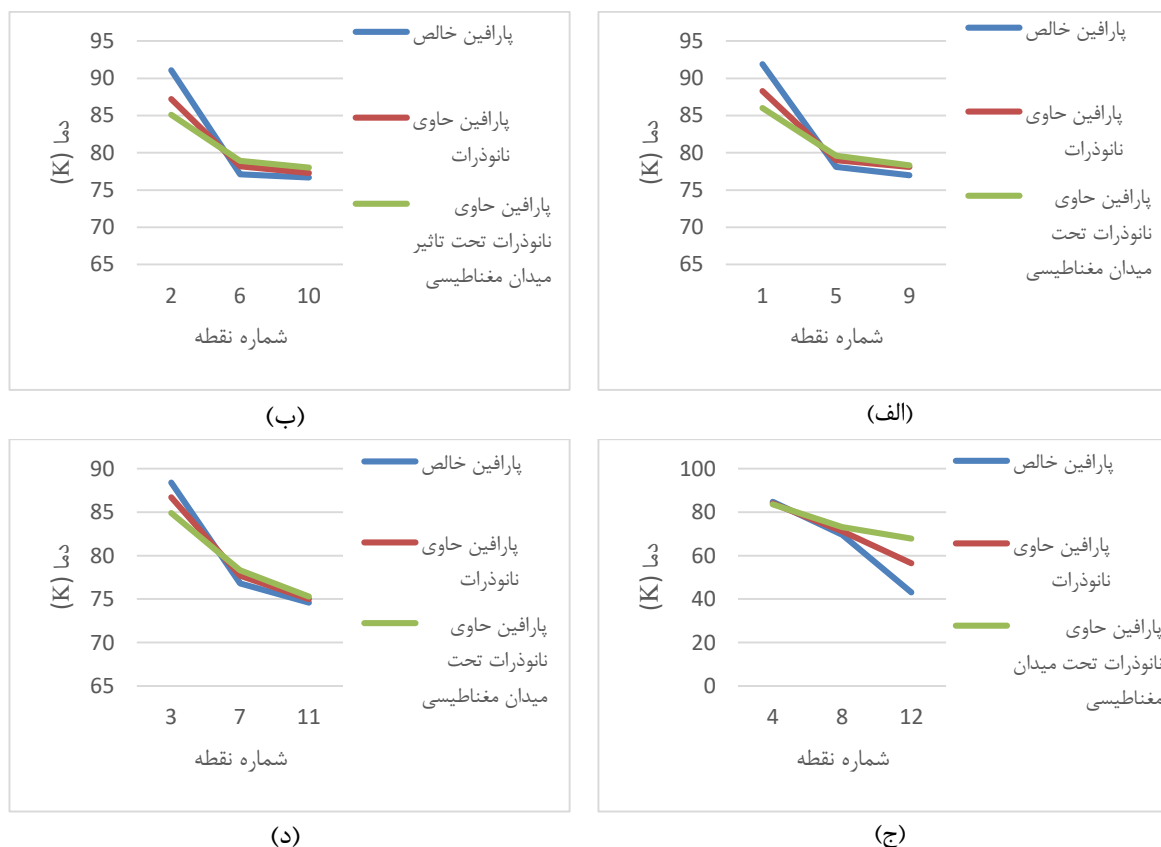 95
90
85
80
75
70
65
دما (K)
1
5
9
شماره نقطه
پارافین خالص
پارافین حاوی
نانوذرات
پارافین حاوی
نانوذرات تحت
میدان مغناطیسی
(الف)
95
90
85
80
75
70
65
دما (K)
2
6
10
شماره نقطه
پارافین خالص
پارافین حاوی
نانوذرات
پارافین حاوی
نانوذرات تحت تاثیر
میدان مغناطیسی
(ب)
100
80
60
40
20
0
دما (K)
4
8
12
شماره نقطه
پارافین خالص
پارافین حاوی
نانوذرات
پارافین حاوی
نانوذرات تحت میدان
مغناطیسی
(ج)
90
85
80
75
70
65
دما (K)
3
7
11
شماره نقطه
پارافین خالص
پارافین حاوی
نانوذرات
پارافین حاوی
نانوذرات تحت
میدان مغناطیسی
(د)